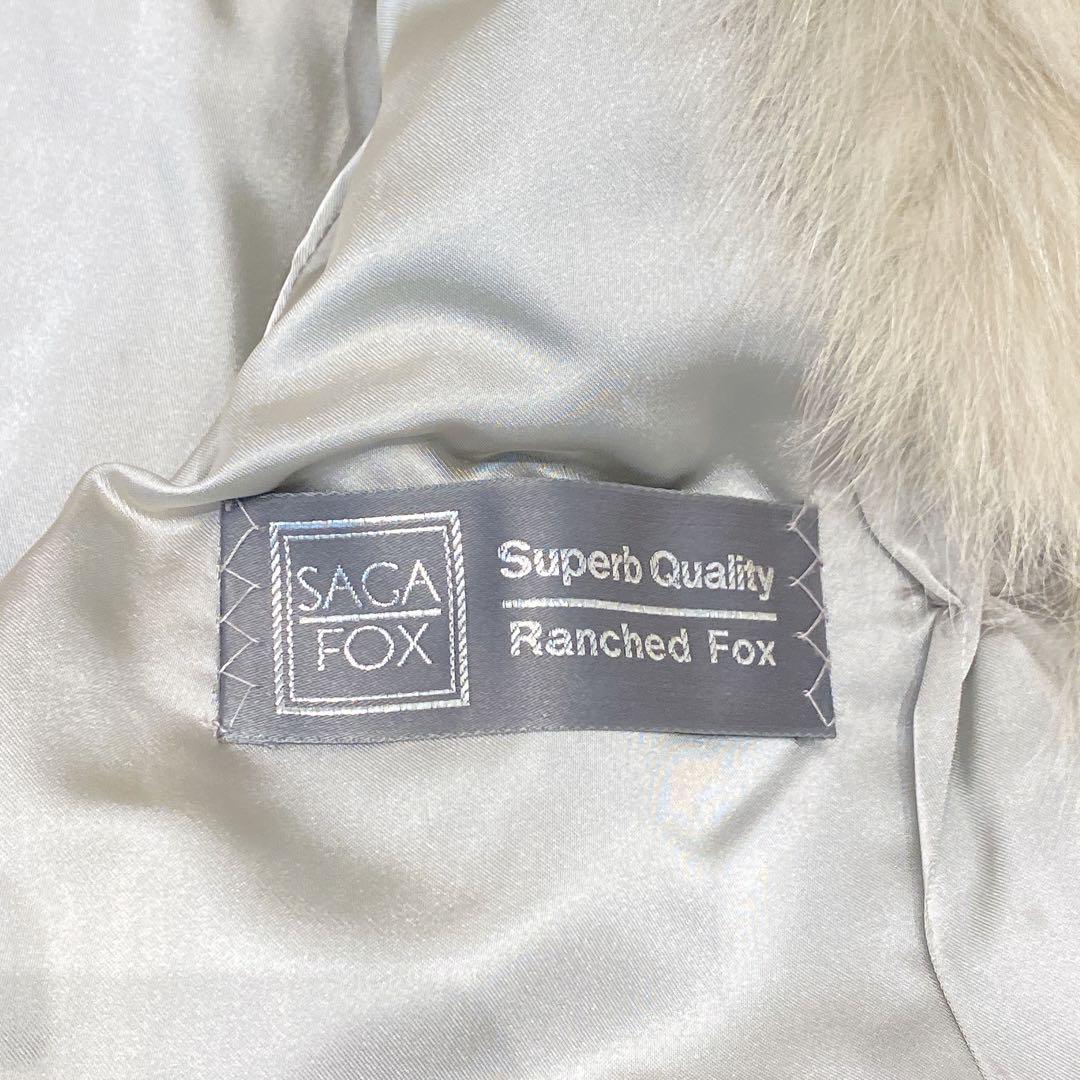 SAGA
FOX
Superb Quality
Ranched Fox